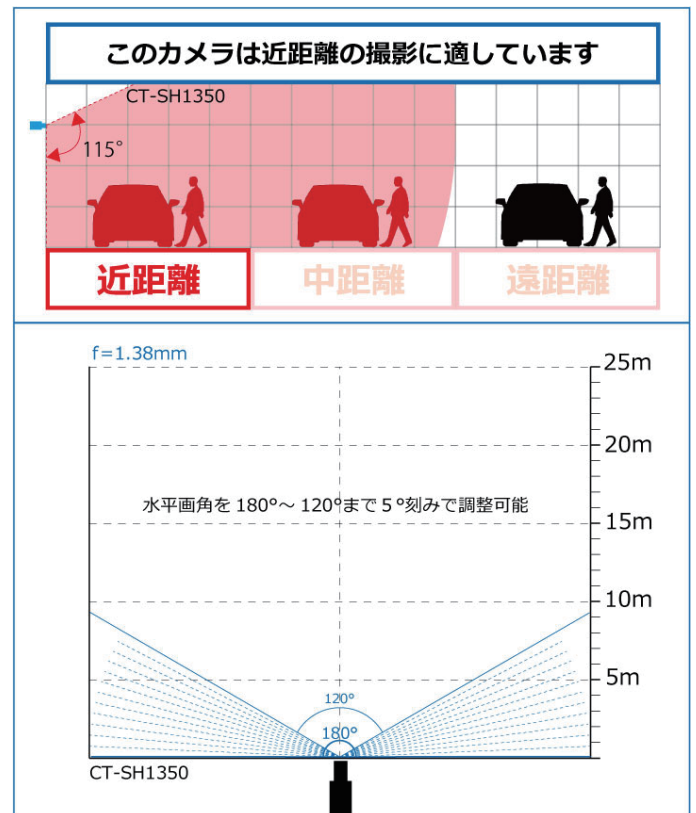 このカメラは近距離の撮影に適しています
CT-SH1350
115°
近距離
中距離
遠距離
f=1.38mm
25m
20m
水平画角を 180°～ 120°まで 5 °刻みで調整可能
15m
10m
5m
120°
180°
CT-SH1350